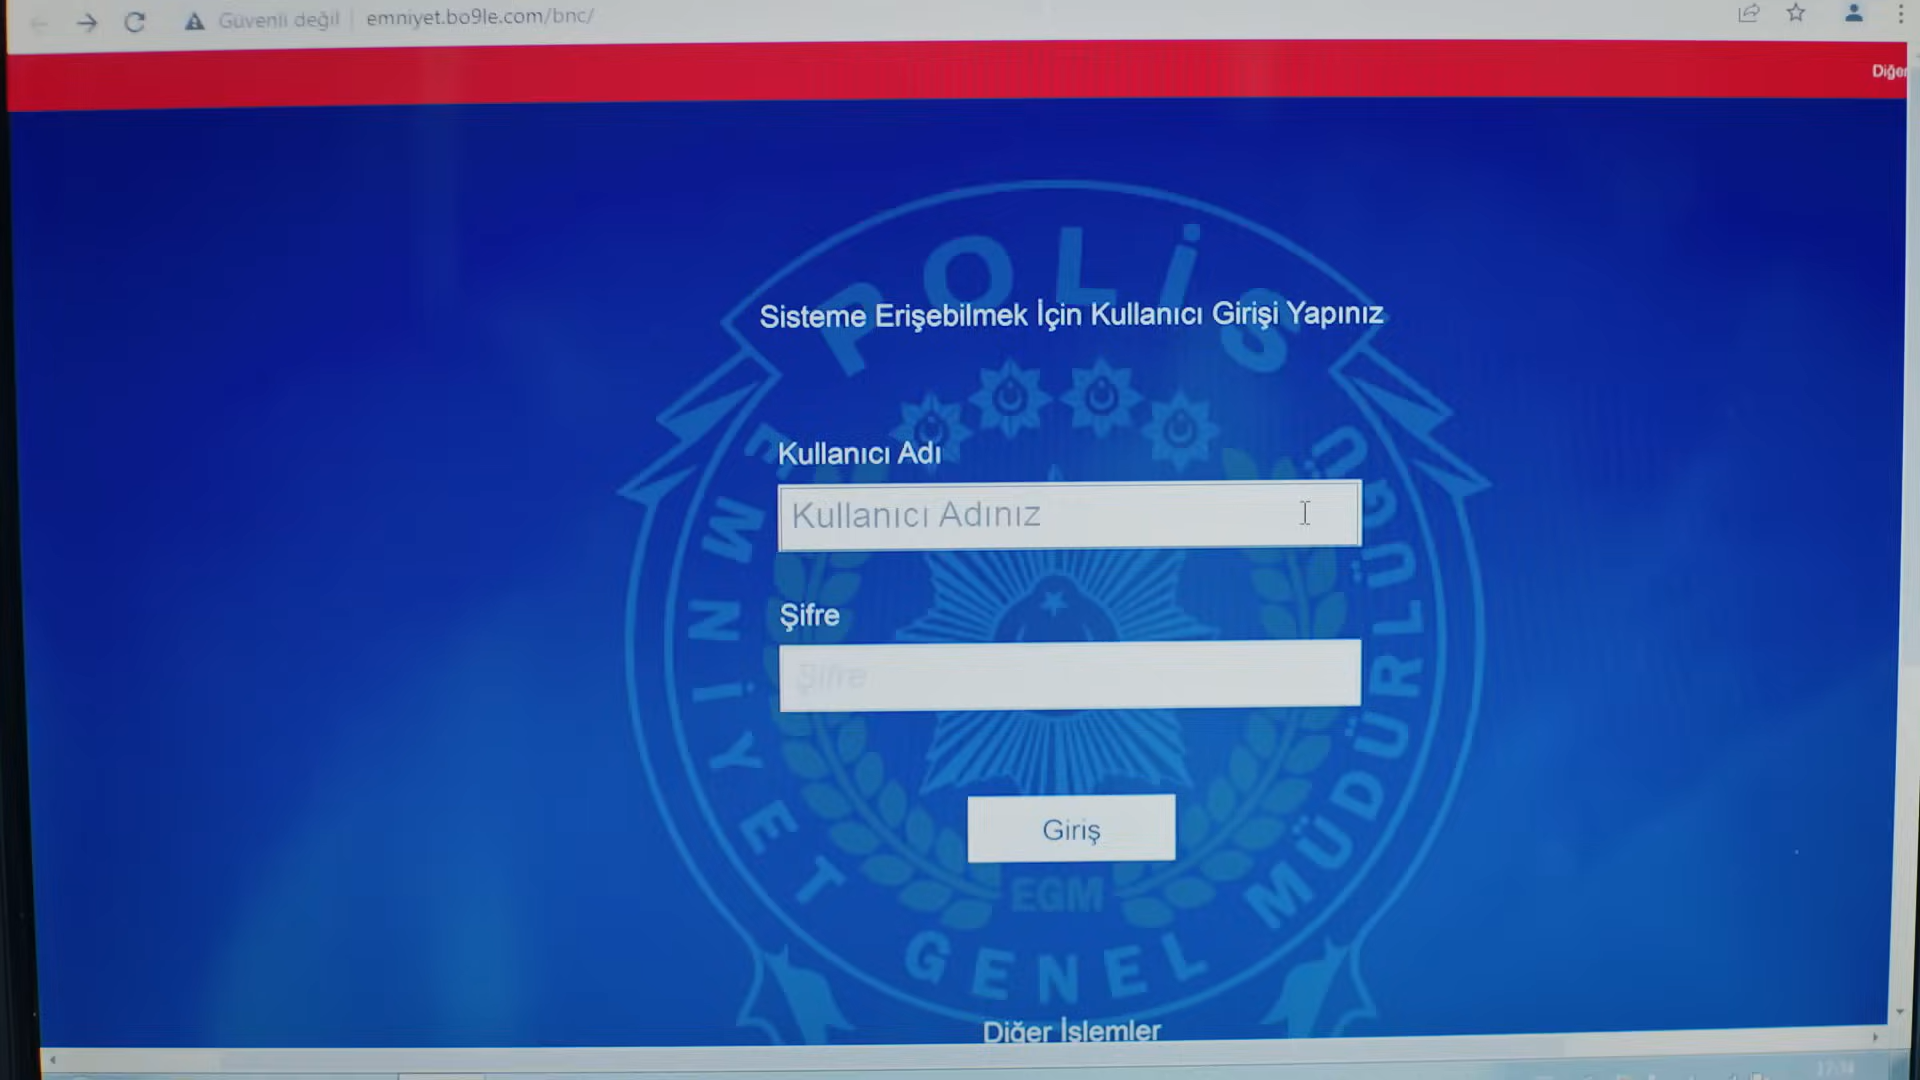 Güvenli değil
emniyet.bo9le.com/bnc/
Diğer
POLİS
Sisteme Erişebilmek İçin Kullanıcı Girişi Yapınız
Kullanıcı Adı
Kullanıcı Adınız
Şifre
Şifre
Giriş
EGM
EMNİYET GENEL MÜDÜRLÜĞÜ
Diğer İşlemler